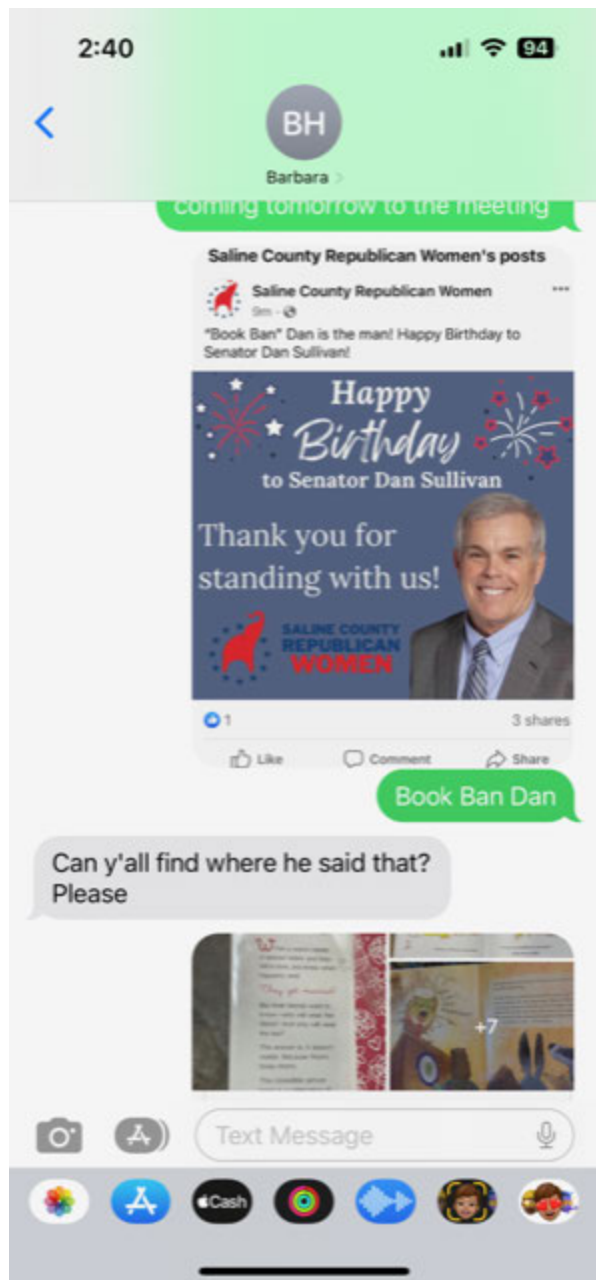 2:40
94
BH
Barbara
coming tomorrow to the meeting
Saline County Republican Women's posts
Saline County Republican Women
9m
"Book Ban" Dan is the man! Happy Birthday to
Senator Dan Sullivan!
Happy
Birthday
to Senator Dan Sullivan
Thank you for
standing with us!
SALINE COUNTY
REPUBLICAN
WOMEN
1
3 shares
Like
Comment
Share
Book Ban Dan
Can y'all find where he said that?
Please
They get married!
+7
Text Message
Cash